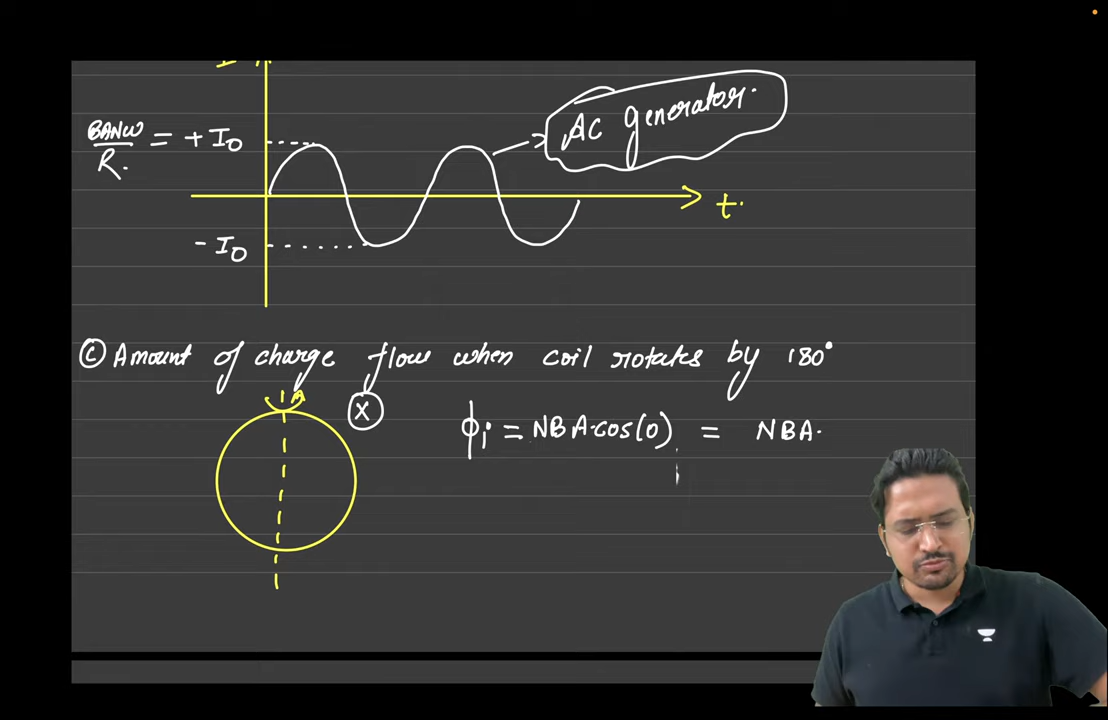 I
BANω/R. = + I₀
AC generator.
t.
- I₀
Ⓒ Amount of charge flow when coil rotates by 180°
X
ϕi = NBA.cos(0) = NBA.